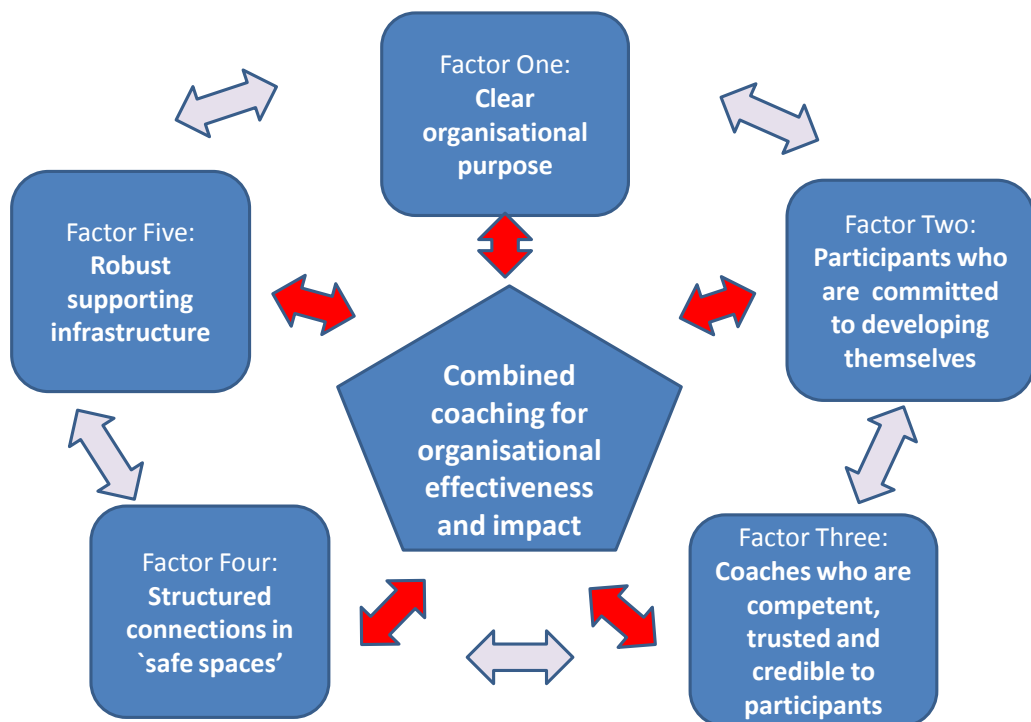 Factor One:
Clear
organisational
purpose
Factor Two:
Participants who
are committed
to developing
themselves
Factor Three:
Coaches who are
competent,
trusted and
credible to
participants
Factor Four:
Structured
connections in
`safe spaces’
Factor Five:
Robust
supporting
infrastructure
Combined
coaching for
organisational
effectiveness
and impact